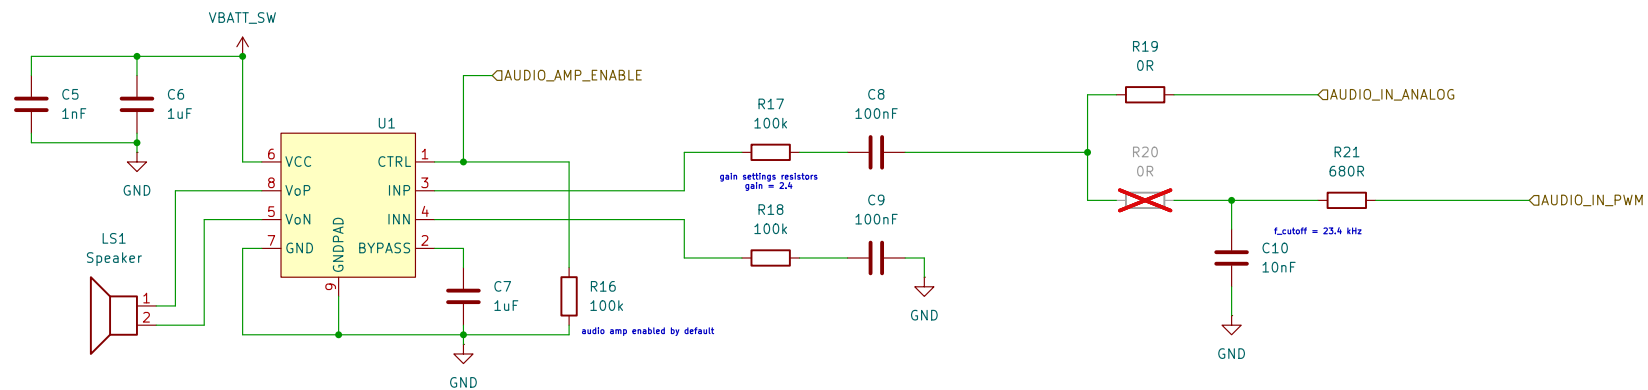 VBATT_SW
C5
1nF
C6
1uF
GND
U1
AUDIO_AMP_ENABLE
6
VCC
CTRL
1
8
VoP
INP
3
5
VoN
INN
4
7
GND
BYPASS
2
GNDPAD
9
LS1
Speaker
1
2
C7
1uF
R16
100k
audio amp enabled by default
GND
R17
100k
gain settings resistors
gain = 2.4
R18
100k
C8
100nF
C9
100nF
GND
R19
0R
AUDIO_IN_ANALOG
R20
0R
R21
680R
AUDIO_IN_PWM
f_cutoff = 23.4 kHz
C10
10nF
GND